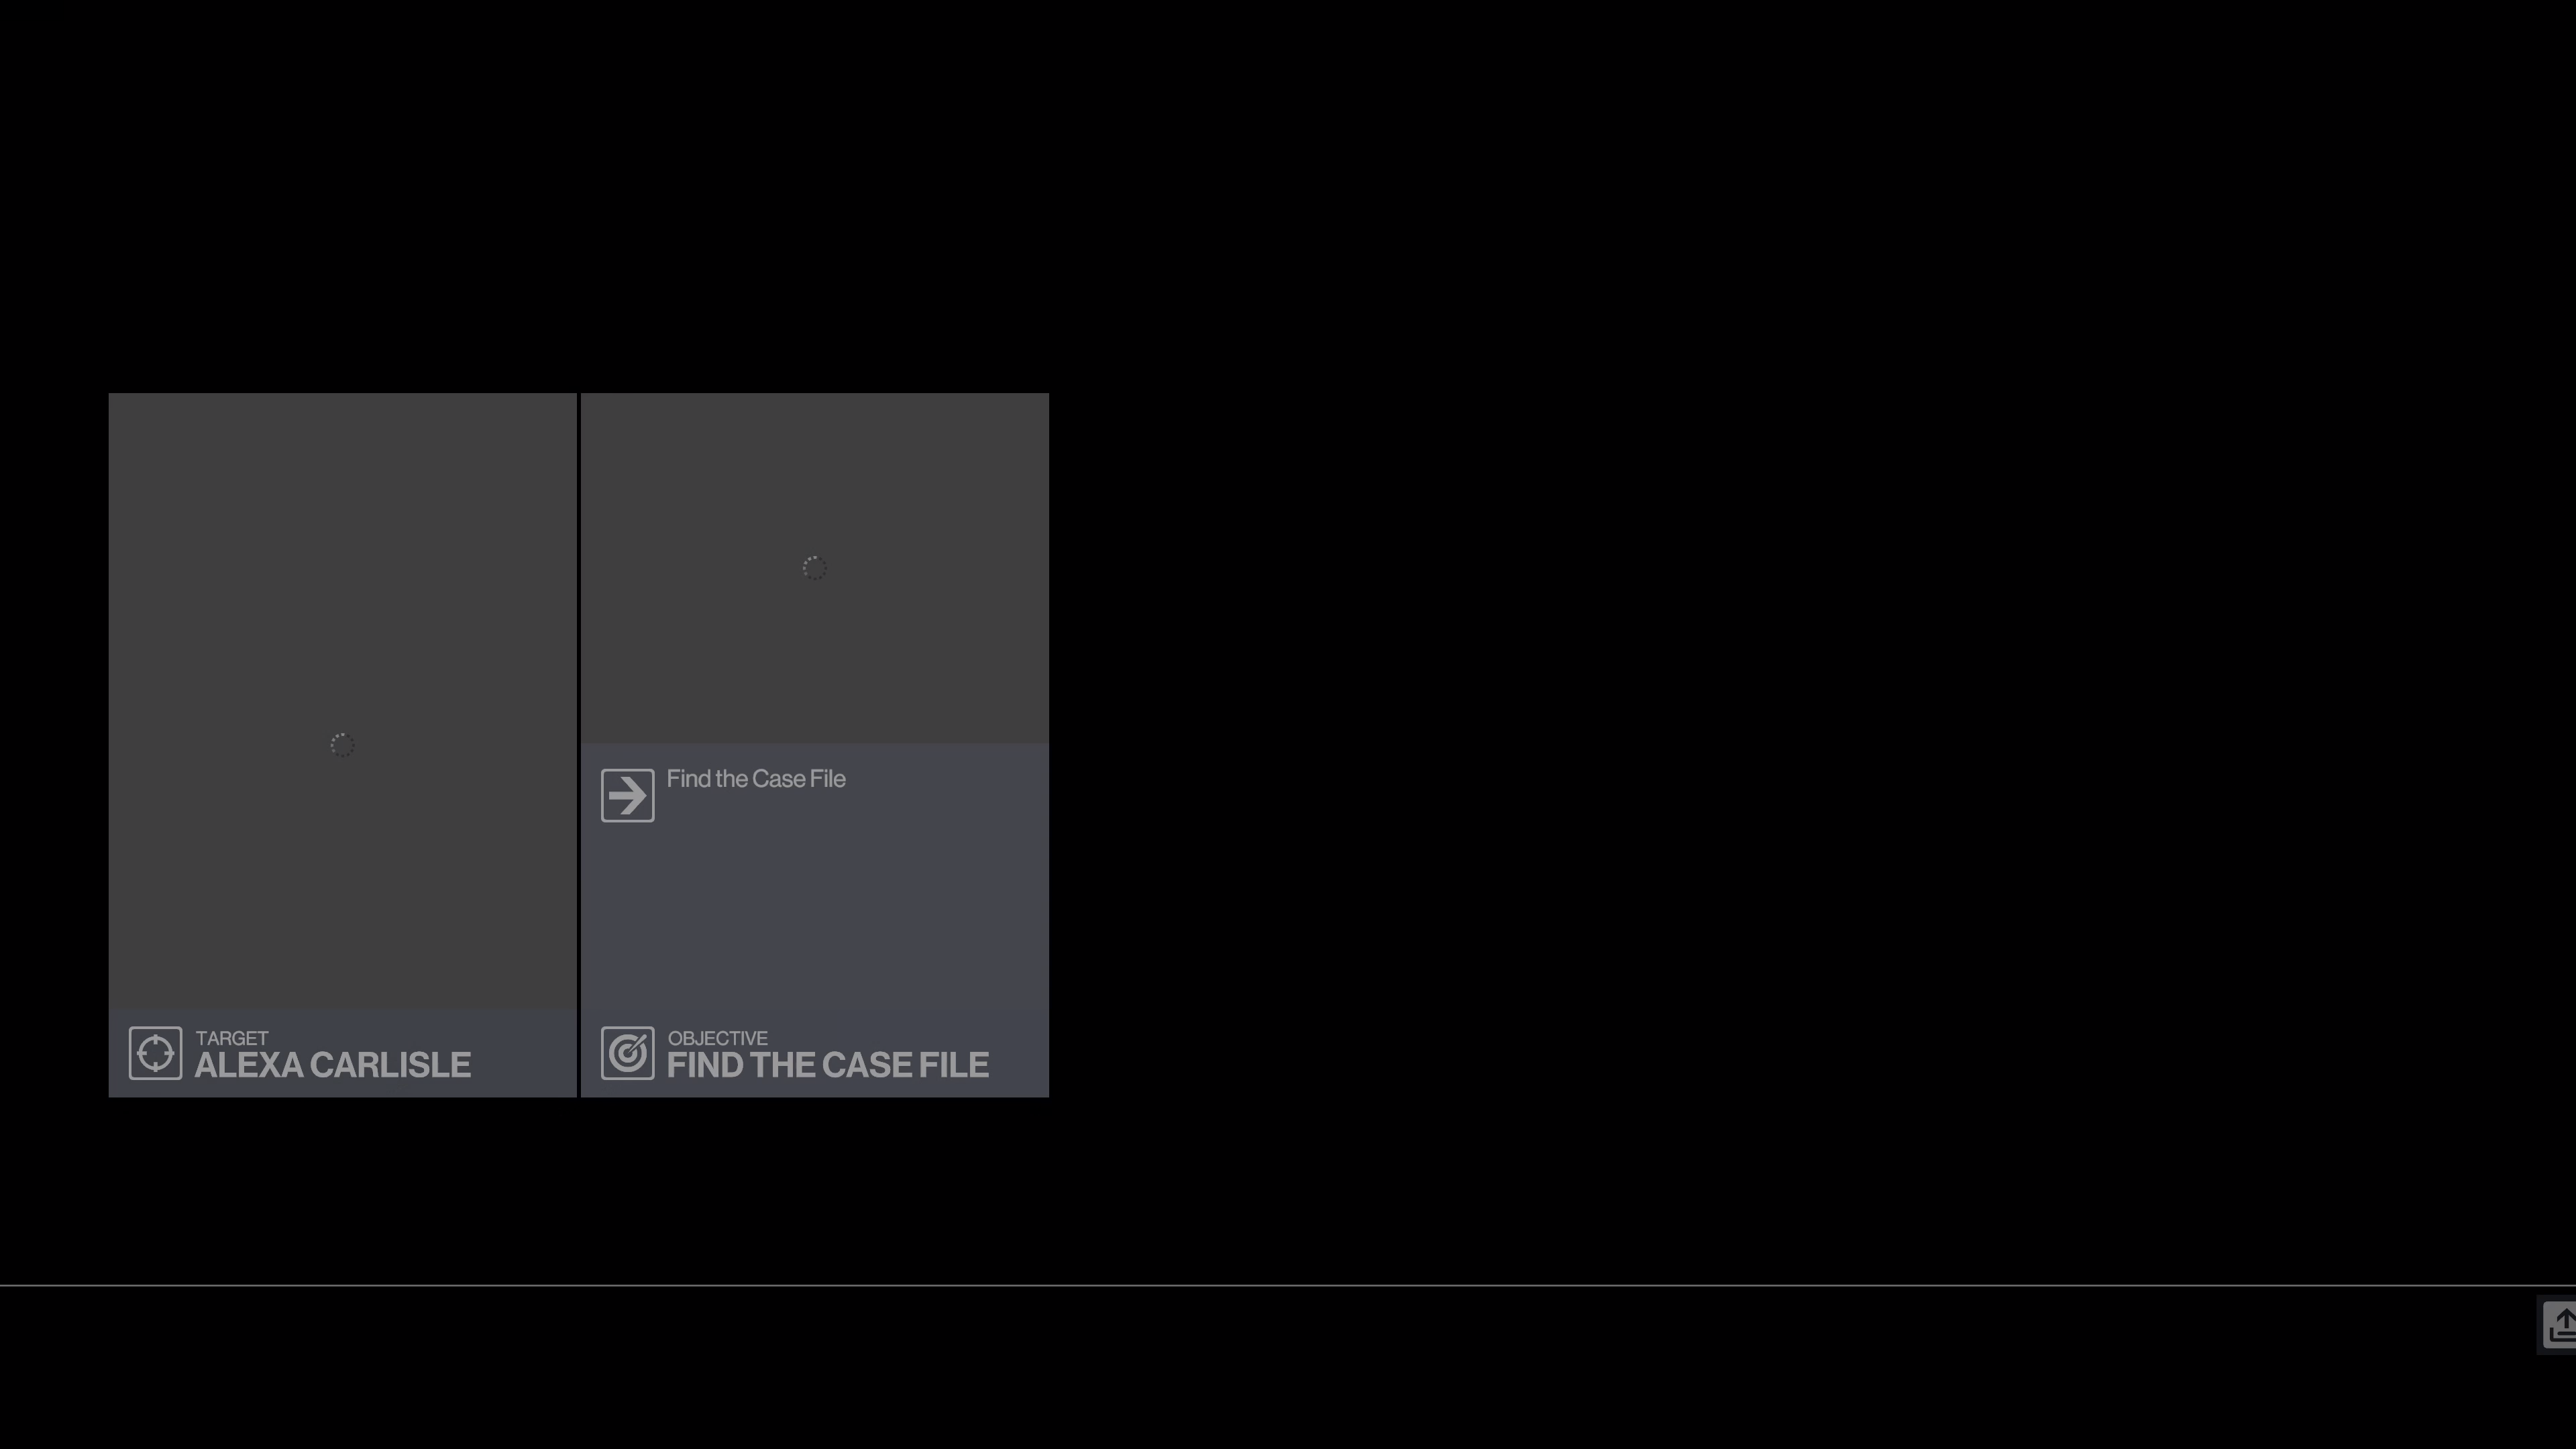 TARGET
ALEXA CARLISLE
Find the Case File
OBJECTIVE
FIND THE CASE FILE